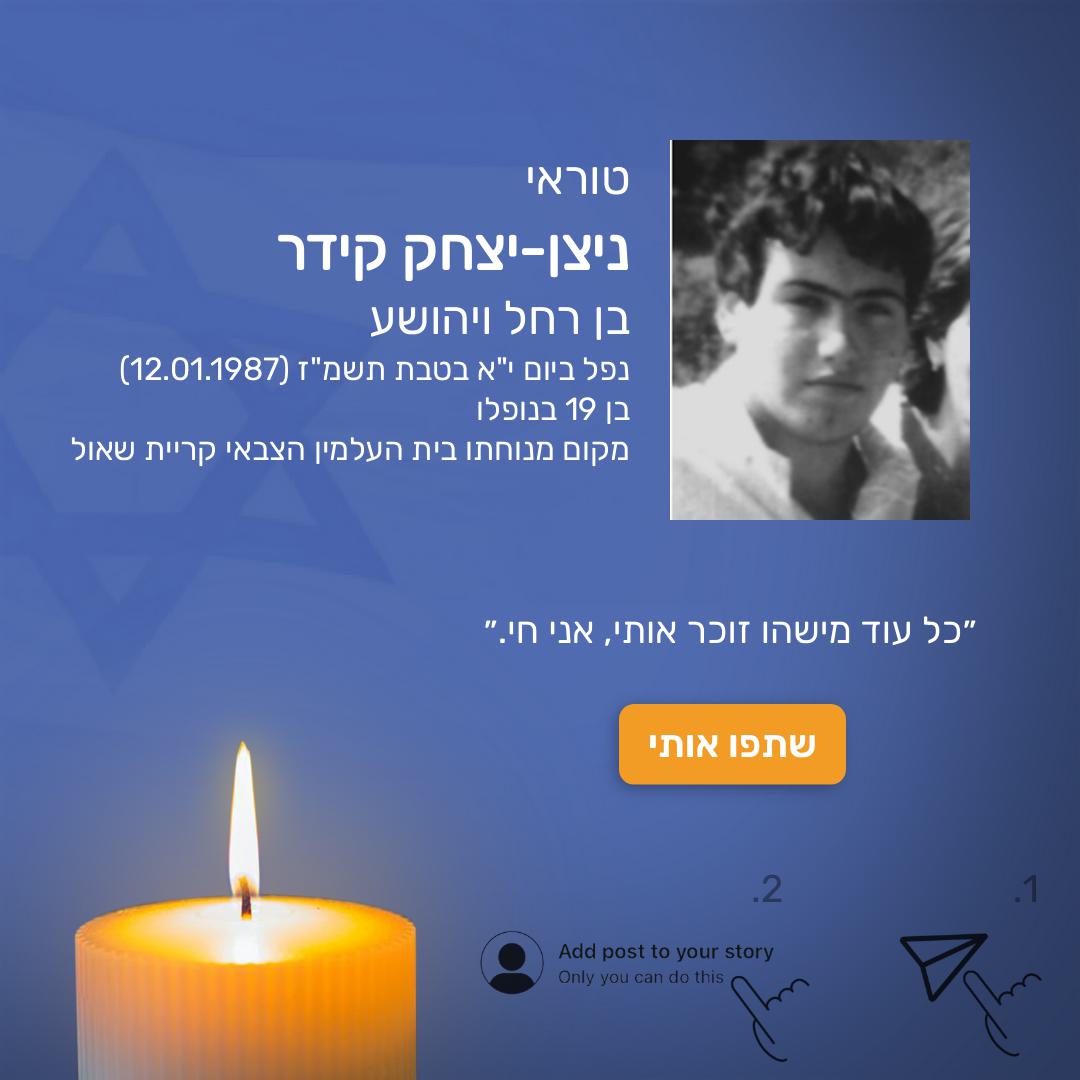 טוראי
ניצן-יצחק קידר
בן רחל ויהושע
נפל ביום י"א בטבת תשמ"ז (12.01.1987)
בן 19 בנופלו
מקום מנוחתו בית העלמין הצבאי קריית שאול
״כל עוד מישהו זוכר אותי, אני חי.״
שתפו אותי
1.
2.
Add post to your story
Only you can do this